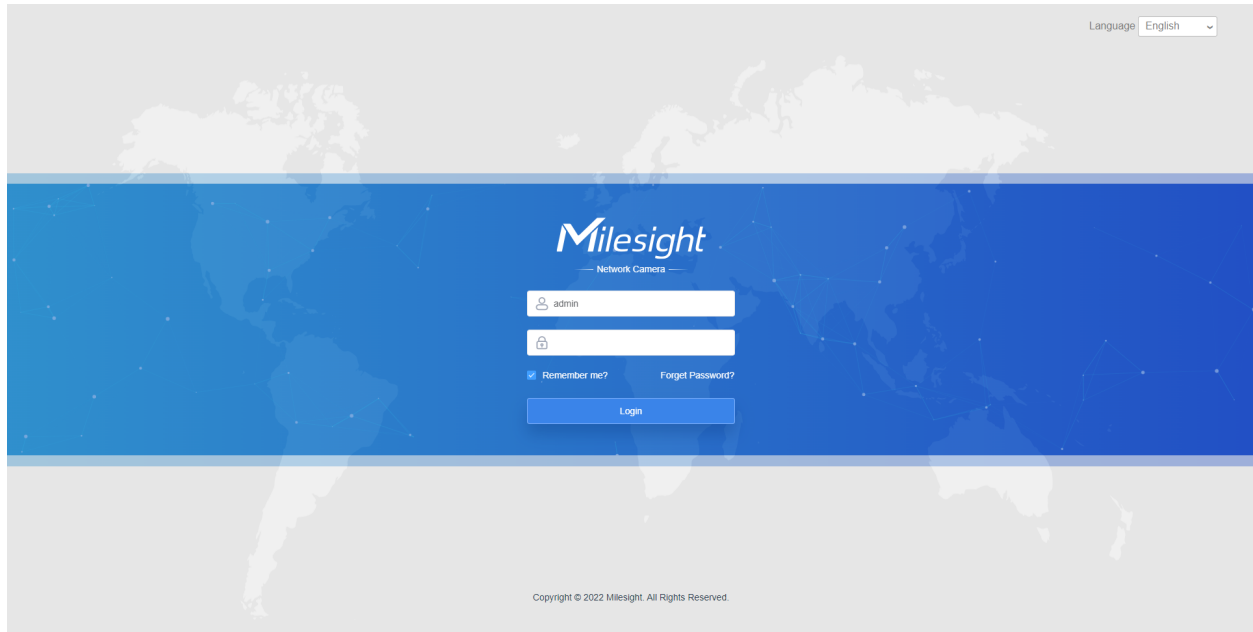 Language English
Milesight
Network Camera
admin
Remember me? Forget Password?
Login
Copyright © 2022 Milesight. All Rights Reserved.